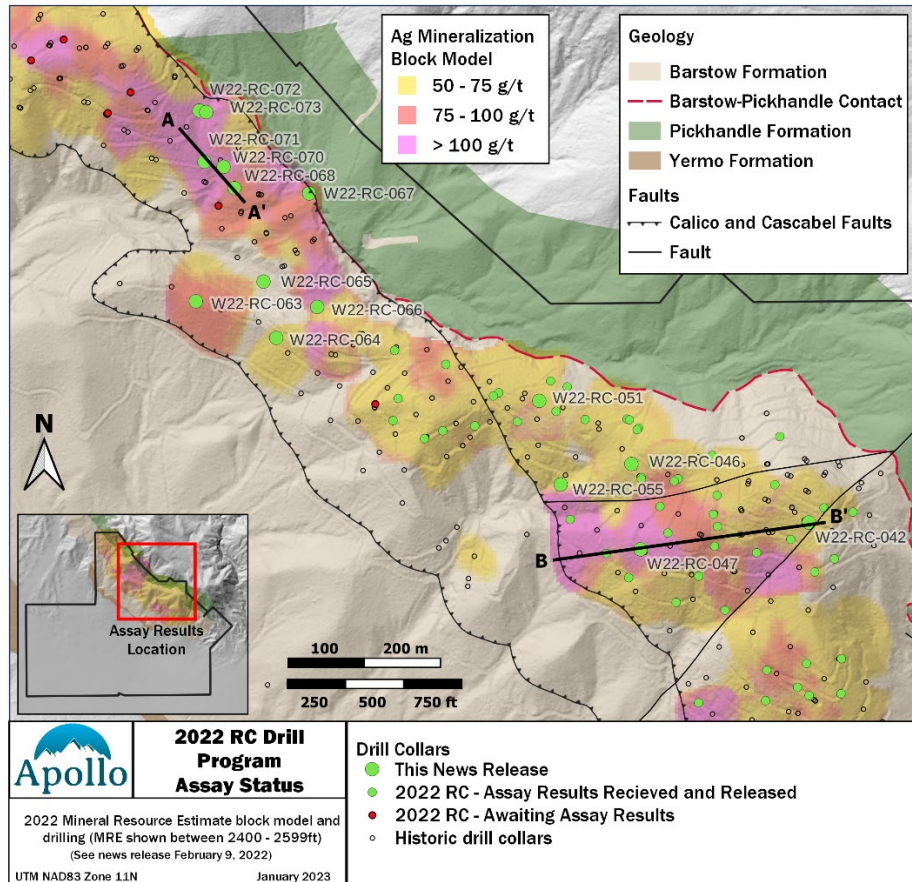 Ag Mineralization
Block Model
50 - 75 g/t
75 - 100 g/t
> 100 g/t
Geology
Barstow Formation
Barstow-Pickhandle Contact
Pickhandle Formation
Yermo Formation
Faults
Calico and Cascabel Faults
Fault
W22-RC-072
W22-RC-073
A
W22-RC-071
W22-RC-070
W22-RC-068
W22-RC-067
A'
W22-RC-065
W22-RC-063
W22-RC-066
W22-RC-064
W22-RC-051
W22-RC-046
W22-RC-055
B'
W22-RC-042
B
W22-RC-047
N
Assay Results
Location
100 200 m
250 500 750 ft
Apollo
2022 RC Drill
Program
Assay Status
2022 Mineral Resource Estimate block model and
drilling (MRE shown between 2400 - 2599ft)
(See news release February 9, 2022)
UTM NAD83 Zone 11N January 2023
Drill Collars
This News Release
2022 RC - Assay Results Recieved and Released
2022 RC - Awaiting Assay Results
Historic drill collars